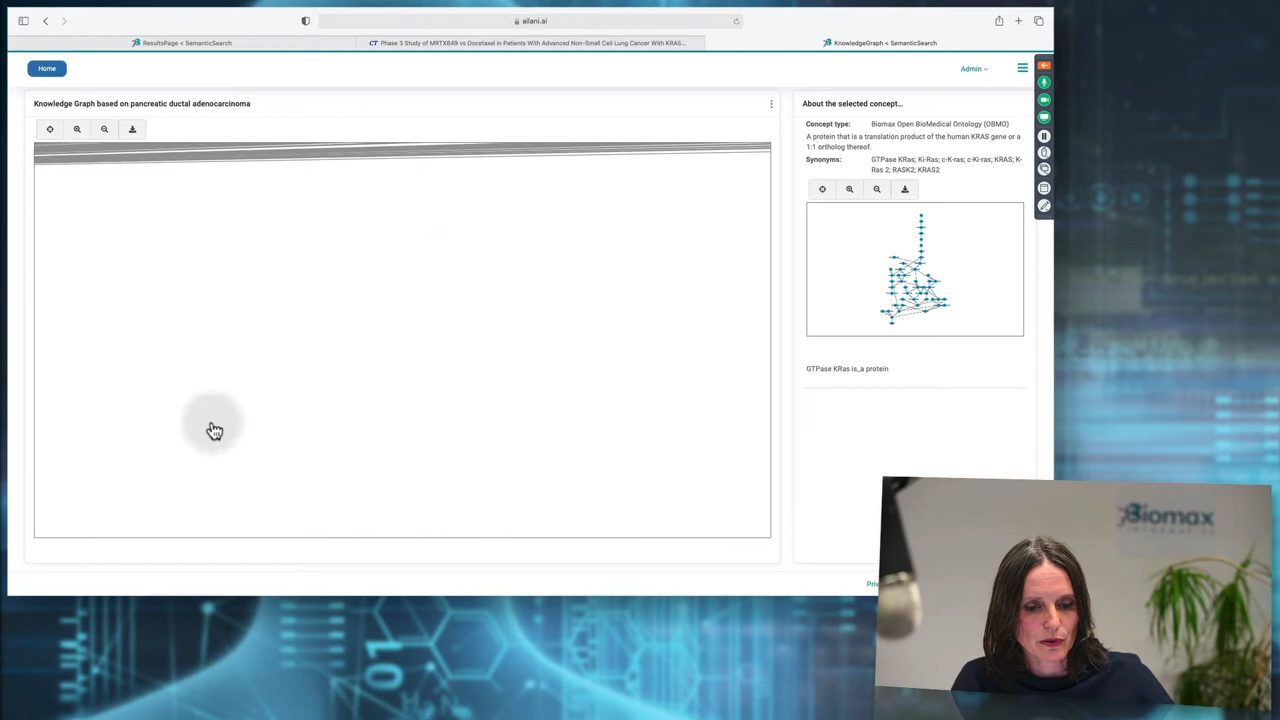 ailani.ai
ResultsPage < SemanticSearch
CT Phase 3 Study of MRTX849 vs Docetaxel in Patients With Advanced Non-Small Cell Lung Cancer With KRAS...
KnowledgeGraph < SemanticSearch
Home
Admin
Knowledge Graph based on pancreatic ductal adenocarcinoma
About the selected concept...
Concept type: Biomax Open BioMedical Ontology (OBMO)
A protein that is a translation product of the human KRAS gene or a
1:1 ortholog thereof.
Synonyms: GTPase KRas; Ki-Ras; c-K-ras; c-Ki-ras; KRAS; K-
Ras 2; RASK2; KRAS2
GTPase KRas is_a protein
Biomax
INFORMATICS
01